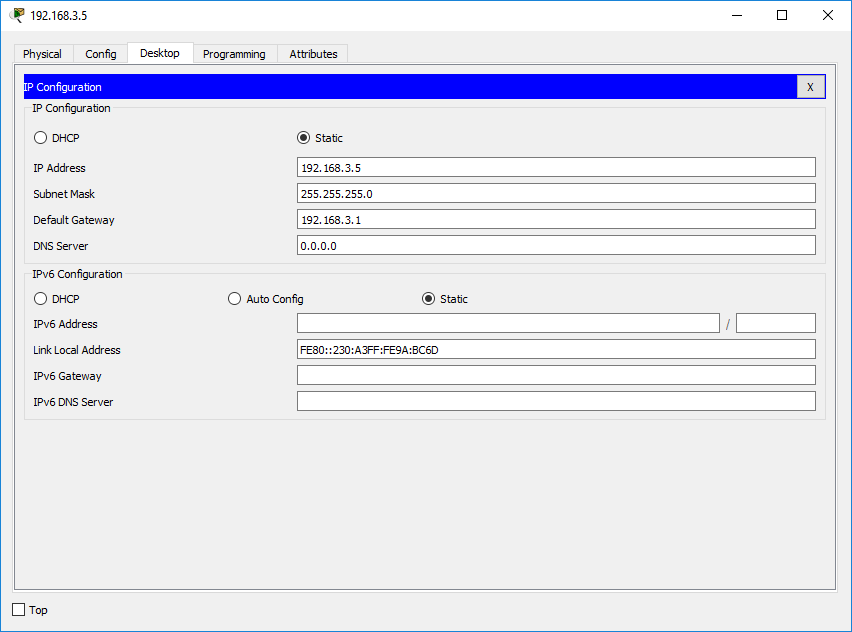 192.168.3.5
Physical Config Desktop Programming Attributes
IP Configuration X
IP Configuration
DHCP Static
IP Address 192.168.3.5
Subnet Mask 255.255.255.0
Default Gateway 192.168.3.1
DNS Server 0.0.0.0
IPv6 Configuration
DHCP Auto Config Static
IPv6 Address /
Link Local Address FE80::230:A3FF:FE9A:BC6D
IPv6 Gateway
IPv6 DNS Server
Top